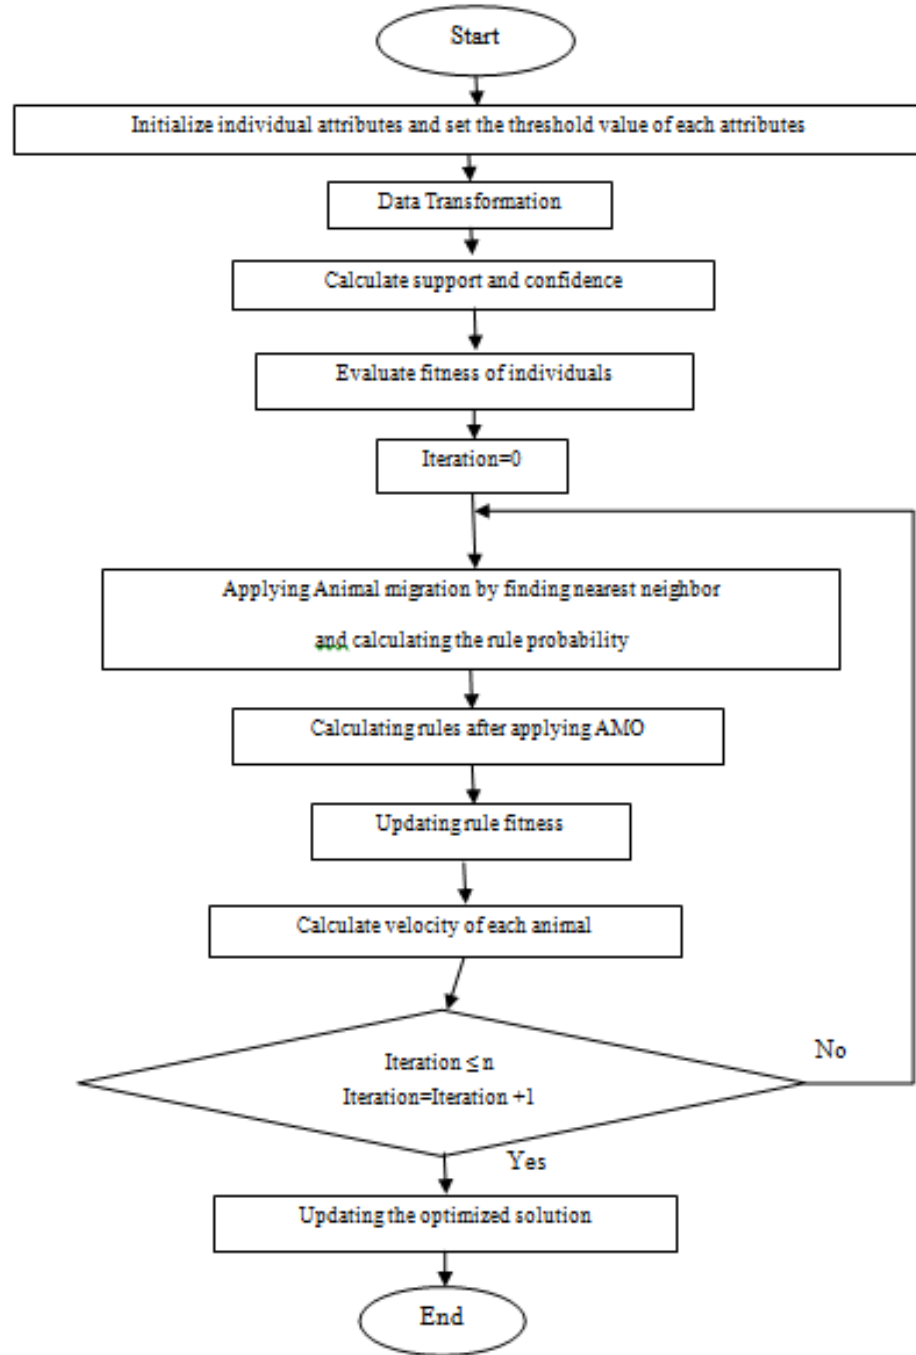 Start
Initialize individual attributes and set the threshold value of each attributes
Data Transformation
Calculate support and confidence
Evaluate fitness of individuals
Iteration=0
Applying Animal migration by finding nearest neighbor
and calculating the rule probability
Calculating rules after applying AMO
Updating rule fitness
Calculate velocity of each animal
Iteration ≤ n
Iteration=Iteration +1
No
Yes
Updating the optimized solution
End